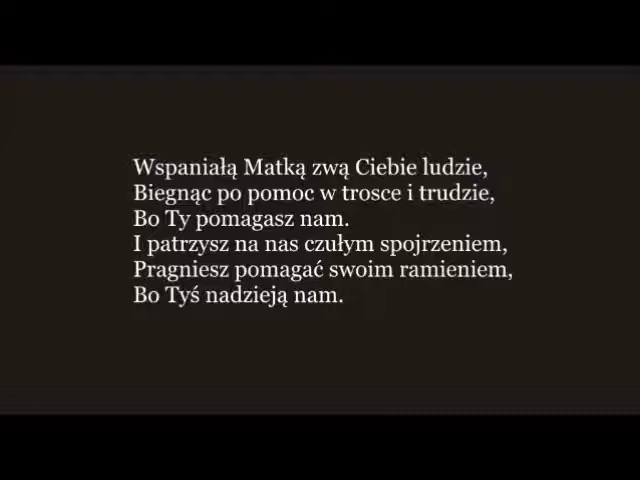 Wspaniałą Matką zwą Ciebie ludzie,
Biegnąc po pomoc w trosce i trudzie,
Bo Ty pomagasz nam.
I patrzysz na nas czułym spojrzeniem,
Pragniesz pomagać swoim ramieniem,
Bo Tyś nadzieją nam.